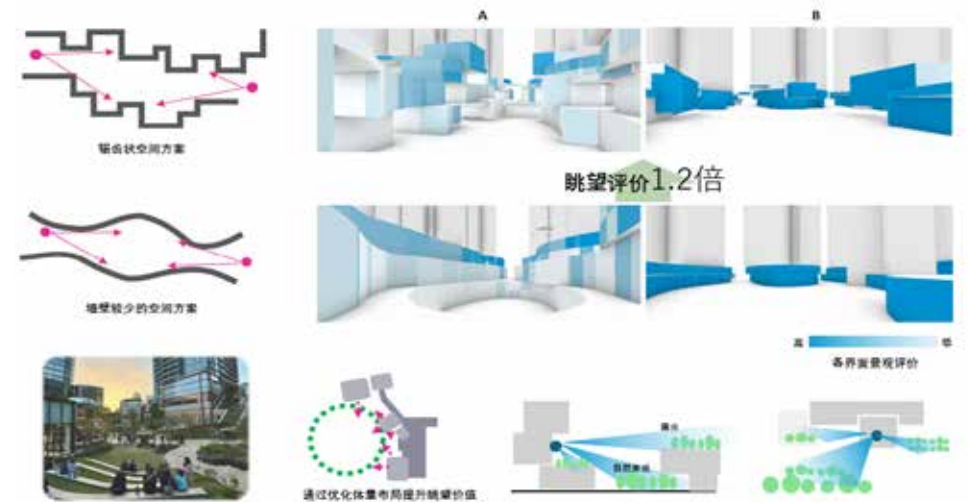 A
B
锯齿状空间方案
眺望评价1.2倍
墙壁较少的空间方案
高
低
各界面景观评价
通过优化体量布局提升眺望价值